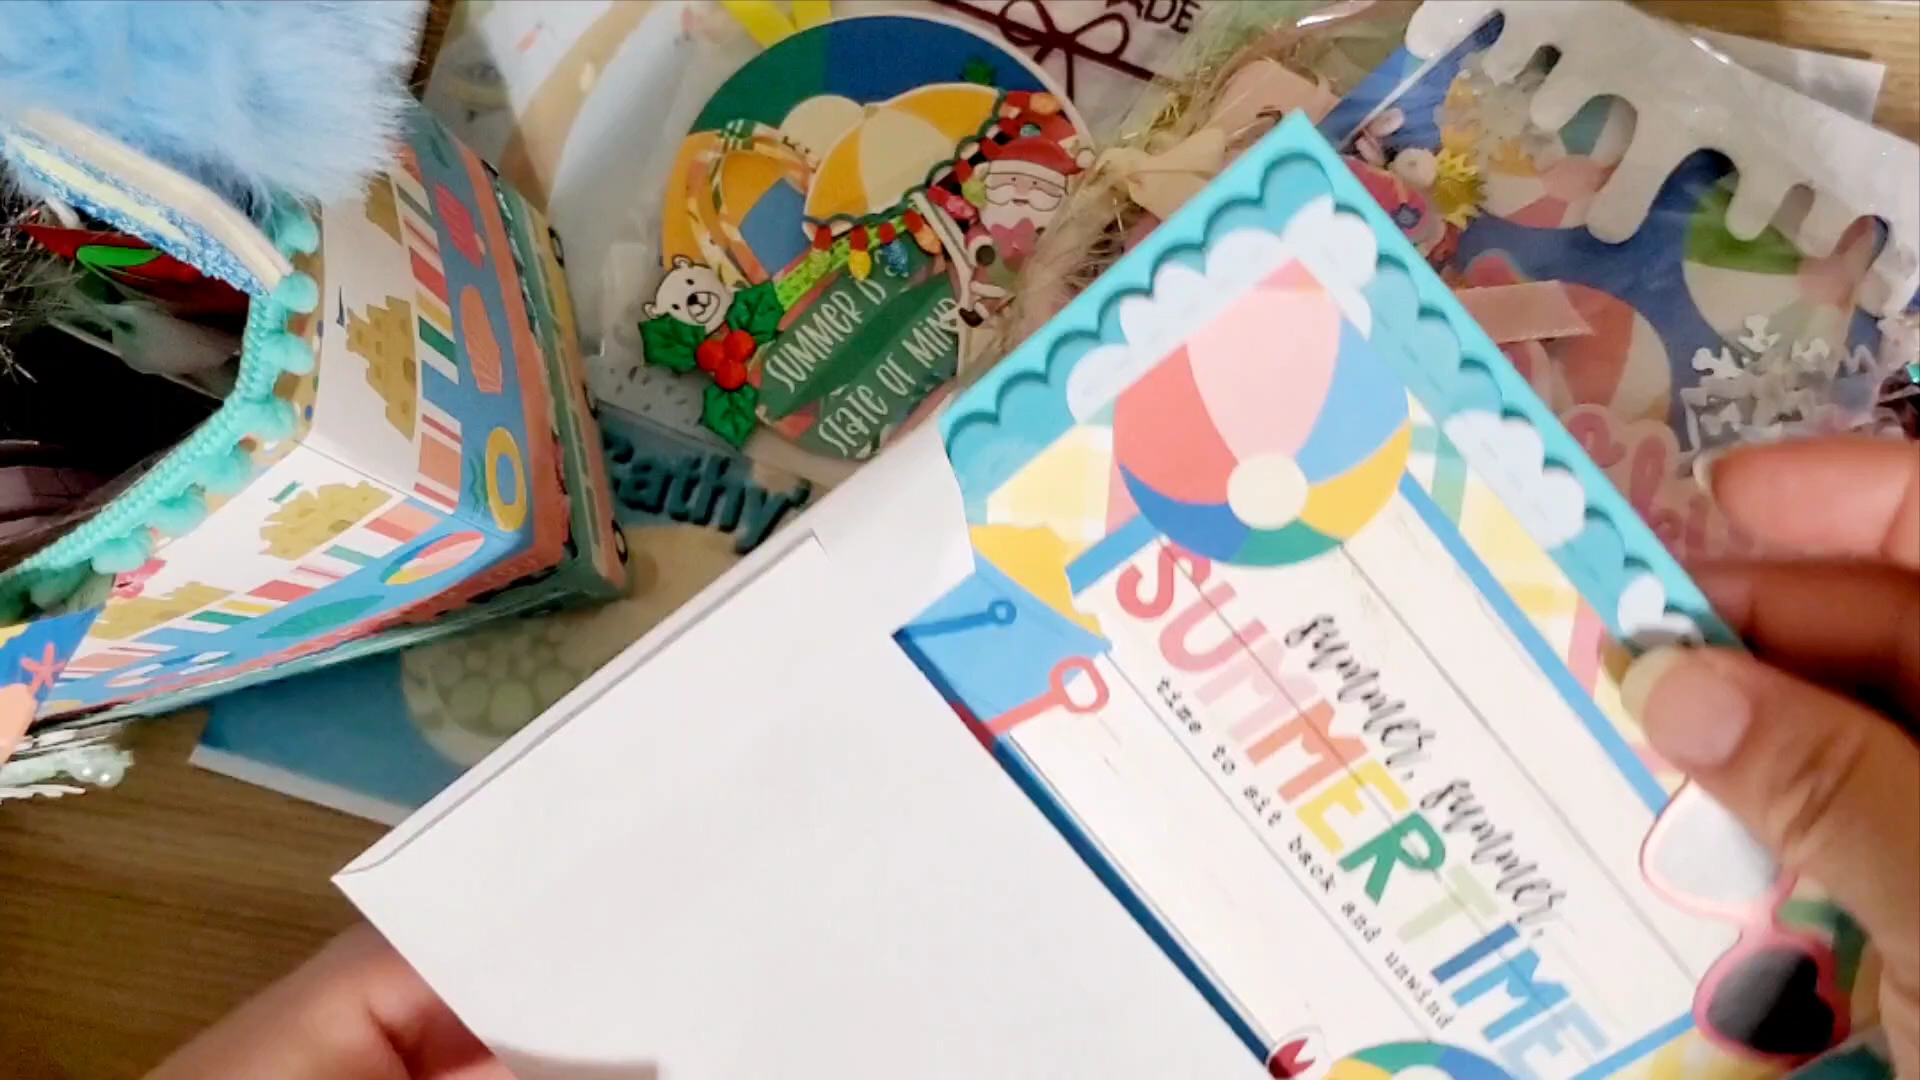 ADE
SUMMER IS
STATE OF MIND
Kathy's
summer, summer,
SUMMERTIME
time to sit back and unwind